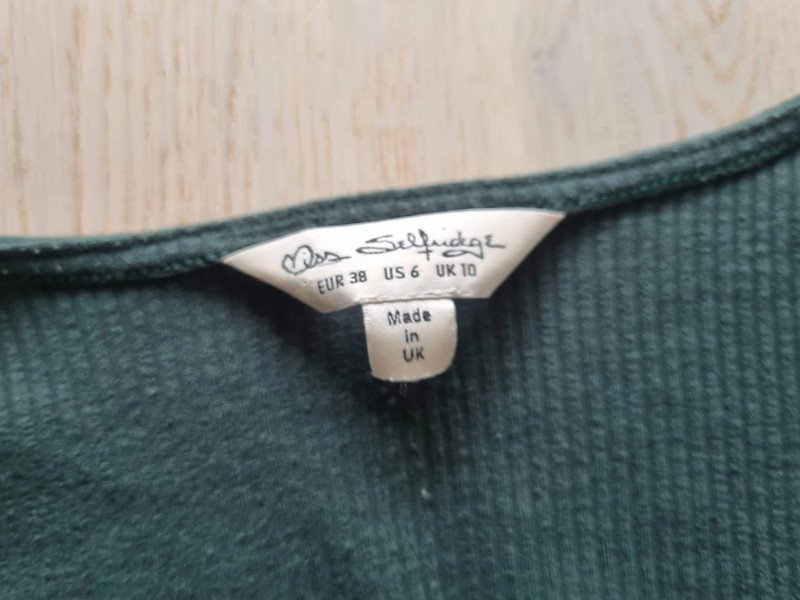 Miss Selfridge
EUR 38 US 6 UK 10
Made
in
UK